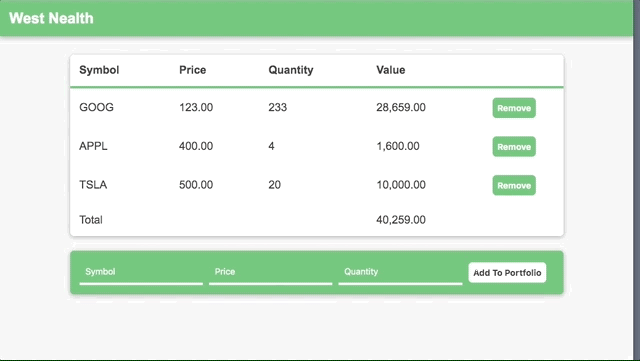 West Nealth
Symbol Price Quantity Value
GOOG 123.00 233 28,659.00 Remove
APPL 400.00 4 1,600.00 Remove
TSLA 500.00 20 10,000.00 Remove
Total 40,259.00
Symbol Price Quantity Add To Portfolio